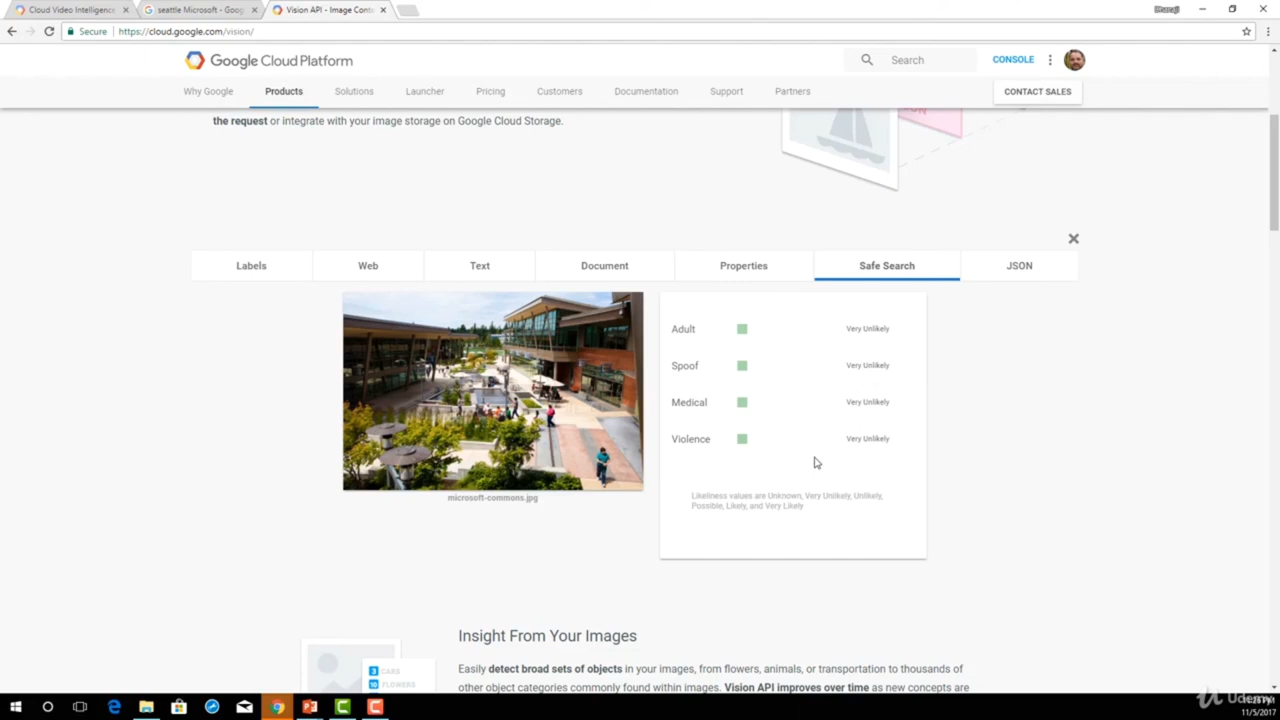 Cloud Video Intelligence
seattle Microsoft - Goog
Vision API - Image Conte
Secure
https://cloud.google.com/vision/
Google Cloud Platform
Search
CONSOLE
Why Google
Products
Solutions
Launcher
Pricing
Customers
Documentation
Support
Partners
CONTACT SALES
the request or integrate with your image storage on Google Cloud Storage.
Labels
Web
Text
Document
Properties
Safe Search
JSON
Adult Very Unlikely
Spoof Very Unlikely
Medical Very Unlikely
Violence Very Unlikely
microsoft-commons.jpg
Likeliness values are Unknown, Very Unlikely, Unlikely,
Possible, Likely, and Very Likely
Insight From Your Images
Easily detect broad sets of objects in your images, from flowers, animals, or transportation to thousands of
3 CARS
10 FLOWERS
other object categories commonly found within images. Vision API improves over time as new concepts are
Udemy
11/5/2017